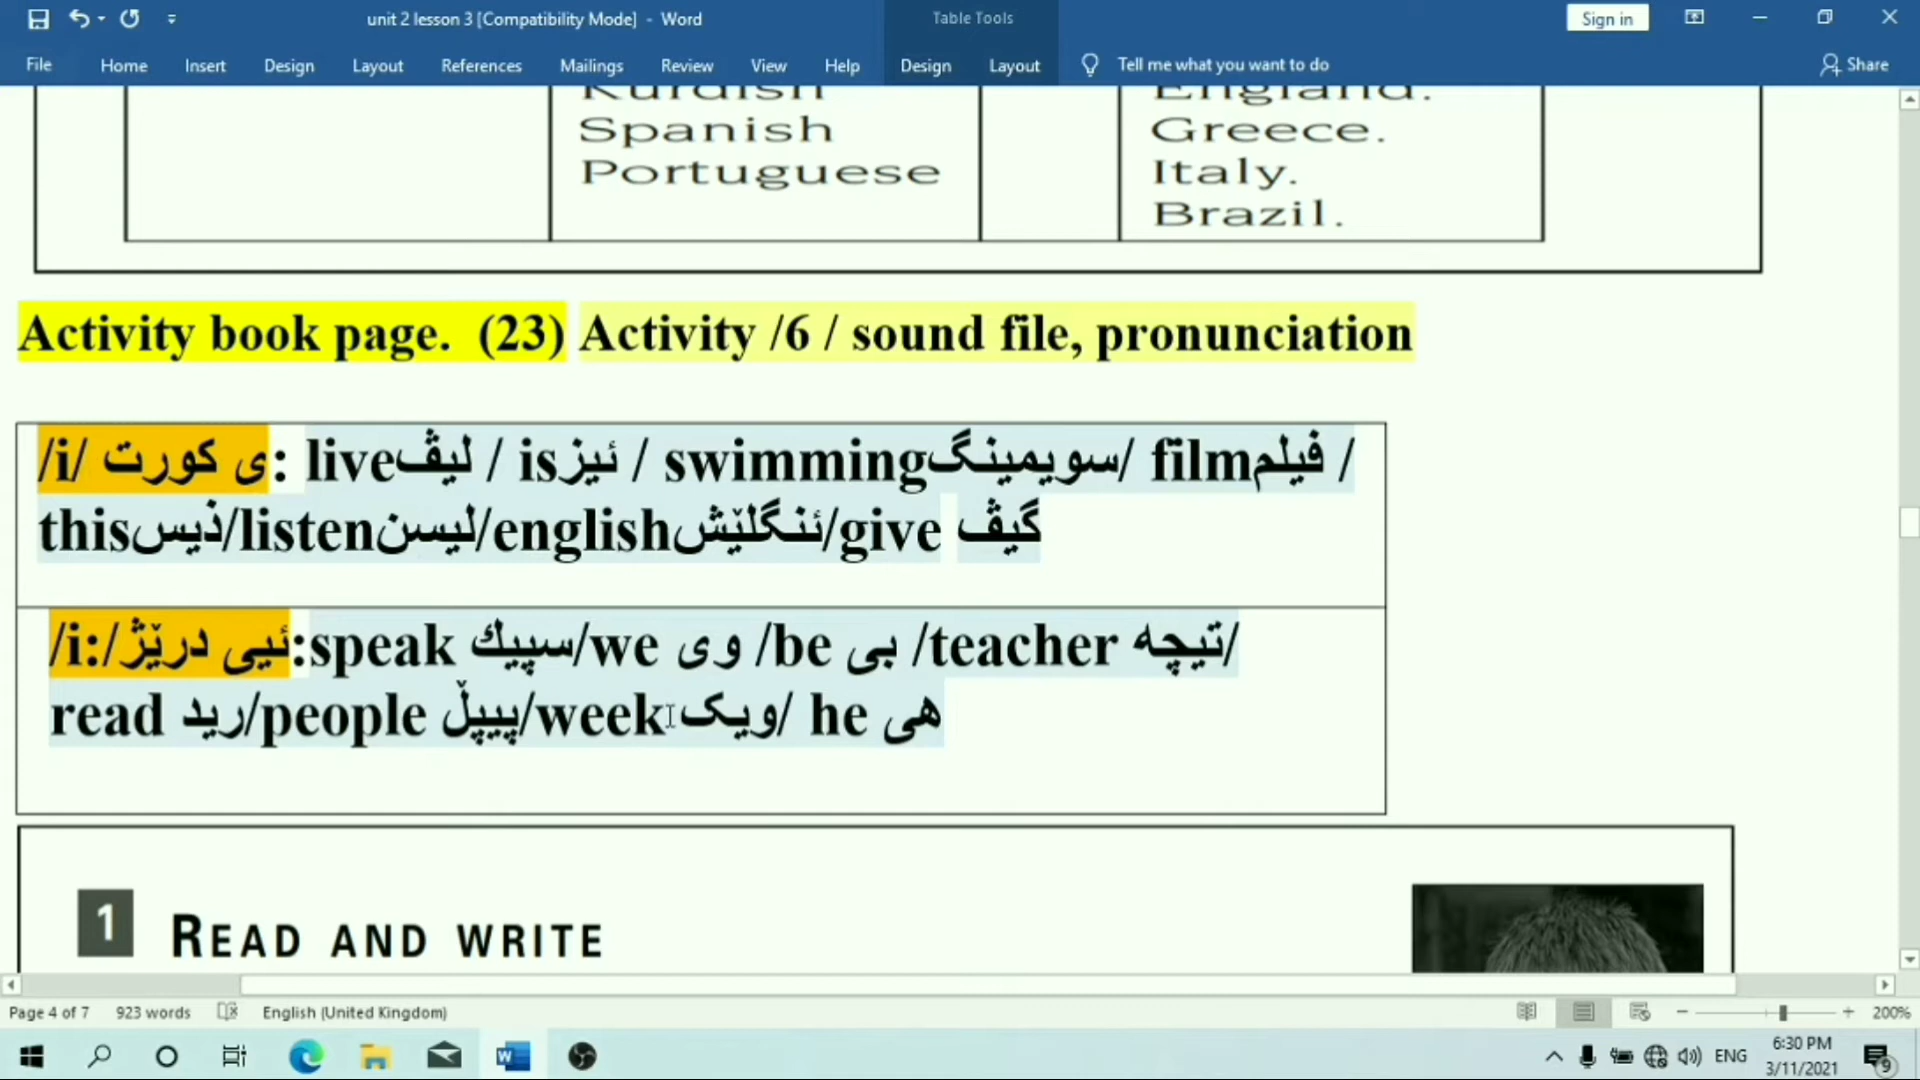 unit 2 lesson 3 [Compatibility Mode] - Word
Table Tools
Sign in
File Home Insert Design Layout References Mailings Review View Help Design Layout Tell me what you want to do Share
Kurdish England.
Spanish Greece.
Portuguese Italy.
Brazil.
Activity book page. (23) Activity /6 / sound file, pronunciation
/i/ ی کورت: liveلیڤ / isئیز / swimmingسویمینگ/ filmفیلم /
thisذیس/listenلیسن/englishئنگلێش/give گیڤ
/i:/ئیی درێژ:speak سپیك/we وی /be بی /teacher تیچه/
read رید/people پیپڵ/weekویک/ he هی
1 READ AND WRITE
Page 4 of 7 923 words English (United Kingdom) 200%
ENG 6:30 PM
3/11/2021 9